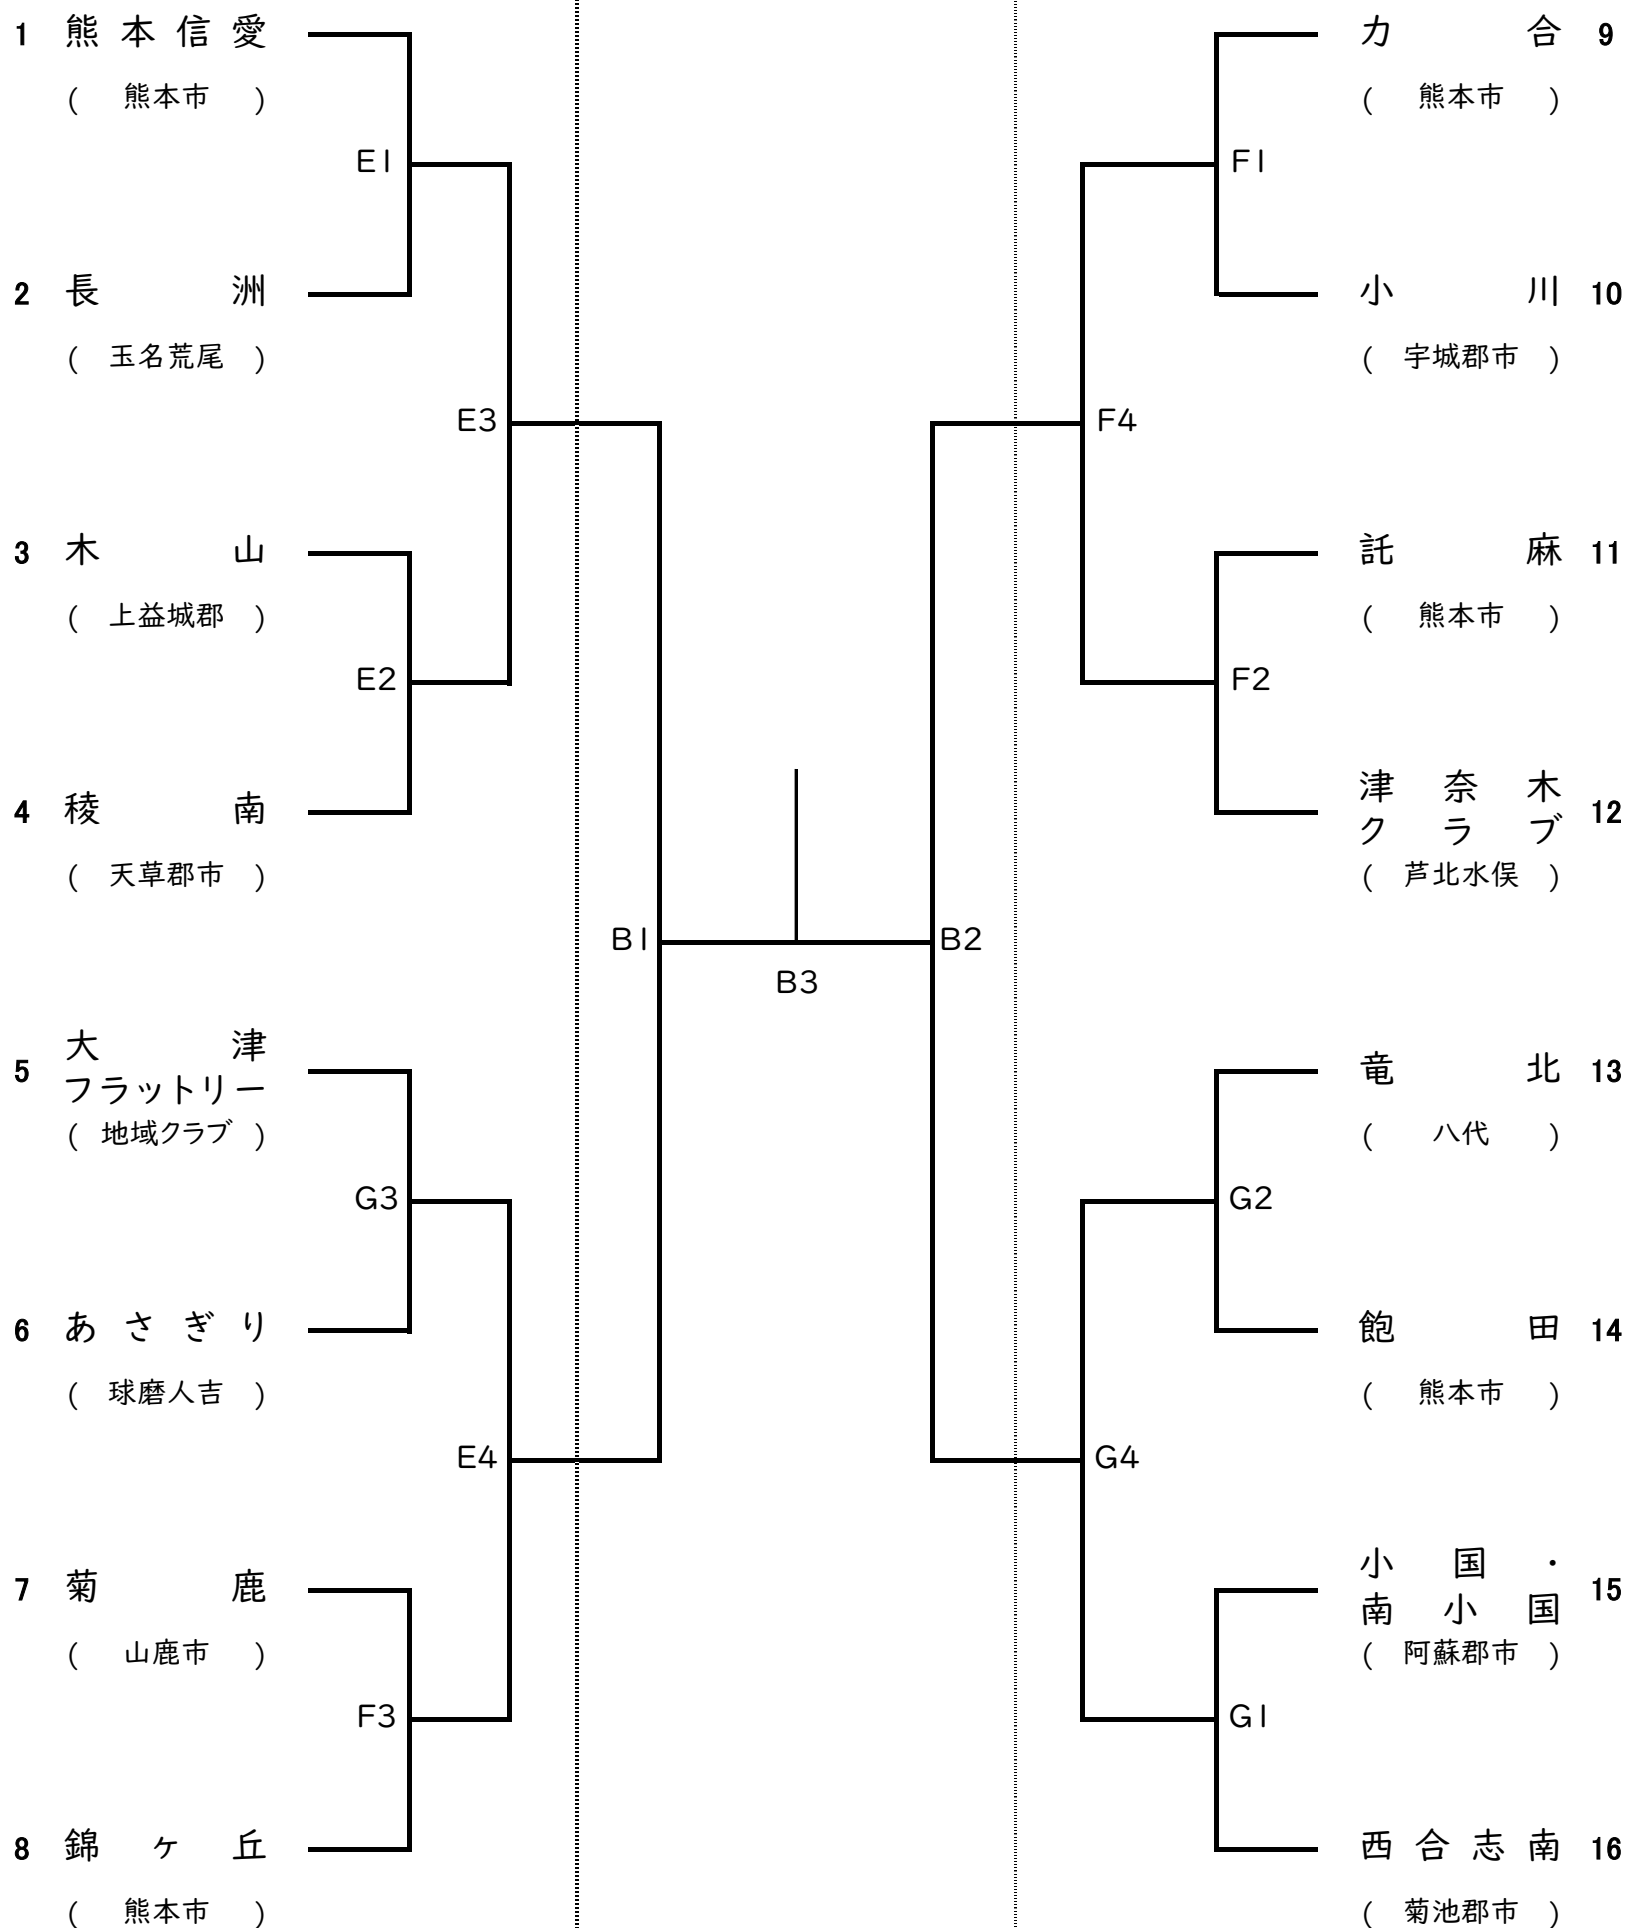 1 熊本信愛
( 熊本市 )
E1
2 長洲
( 玉名荒尾 )
E3
3 木山
( 上益城郡 )
E2
4 稜南
( 天草郡市 )
B1
5 大津
フラットリー
( 地域クラブ )
G3
6 あさぎり
( 球磨人吉 )
E4
7 菊鹿
( 山鹿市 )
F3
8 錦ヶ丘
( 熊本市 )
B3
力合 9
( 熊本市 )
F1
小川 10
( 宇城郡市 )
F4
託麻 11
( 熊本市 )
F2
津奈木
クラブ 12
( 芦北水俣 )
B2
竜北 13
( 八代 )
G2
飽田 14
( 熊本市 )
G4
小国・
南小国 15
( 阿蘇郡市 )
G1
西合志南 16
( 菊池郡市 )